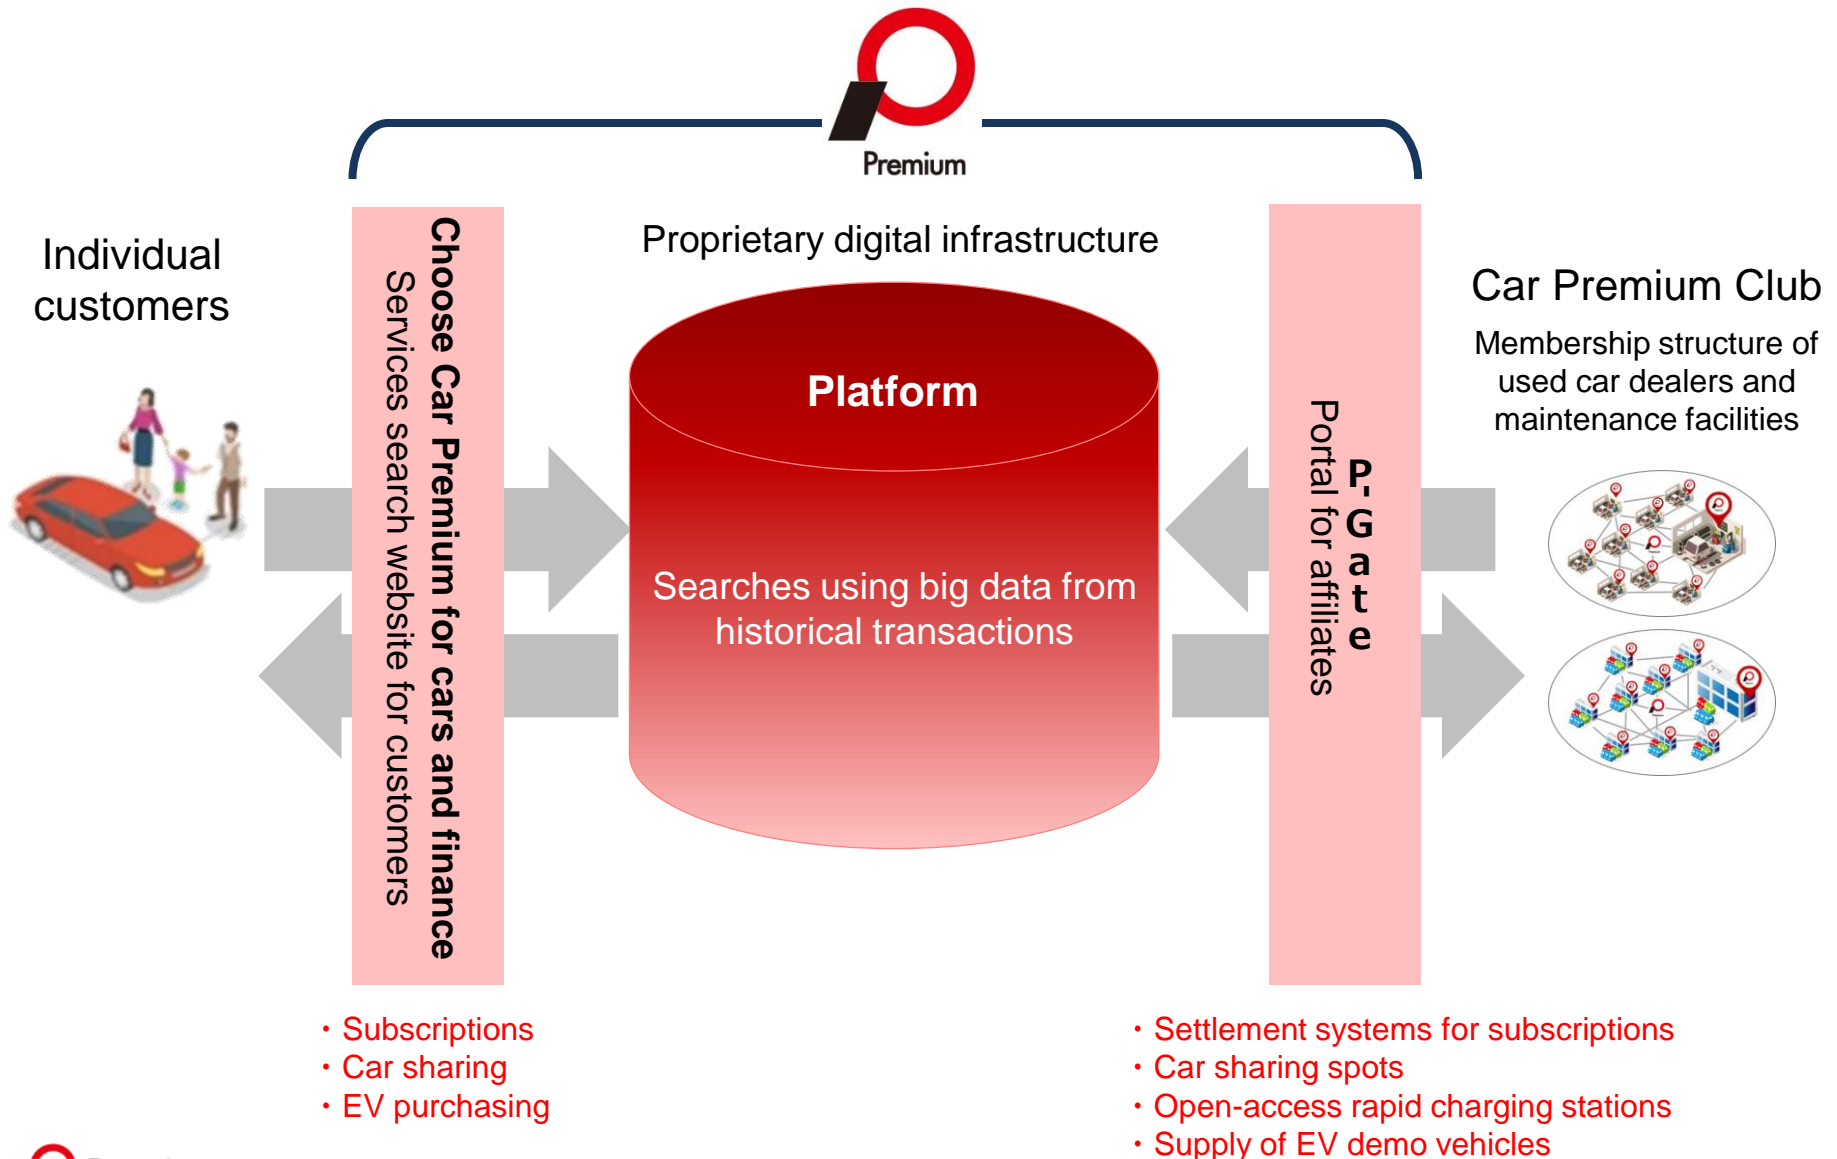 Premium
Individual
customers
Choose Car Premium for cars and finance
Services search website for customers
Proprietary digital infrastructure
Platform
Searches using big data from
historical transactions
P-Gate
Portal for affiliates
Car Premium Club
Membership structure of
used car dealers and
maintenance facilities
・Subscriptions
・Car sharing
・EV purchasing
・Settlement systems for subscriptions
・Car sharing spots
・Open-access rapid charging stations
・Supply of EV demo vehicles